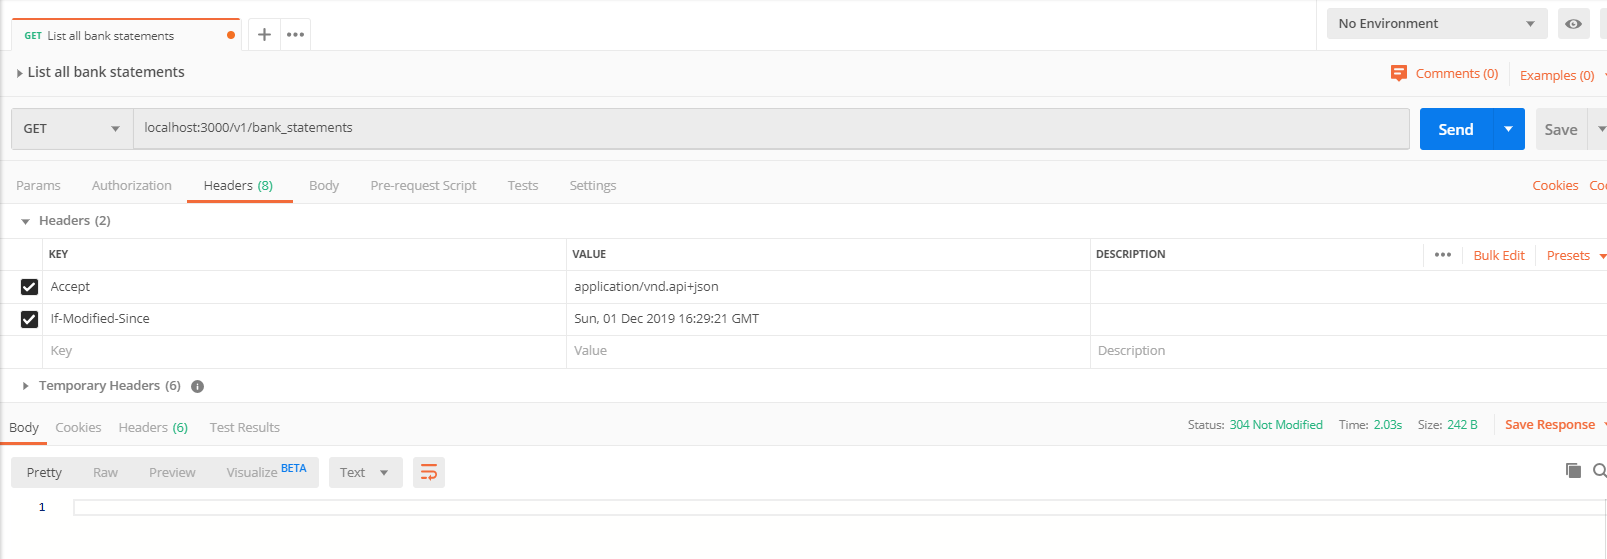 GET List all bank statements
No Environment
List all bank statements
Comments (0) Examples (0)
GET localhost:3000/v1/bank_statements Send Save
Params Authorization Headers (8) Body Pre-request Script Tests Settings Cookies
Headers (2)
KEY VALUE DESCRIPTION Bulk Edit Presets
Accept application/vnd.api+json
If-Modified-Since Sun, 01 Dec 2019 16:29:21 GMT
Key Value Description
Temporary Headers (6)
Body Cookies Headers (6) Test Results Status: 304 Not Modified Time: 2.03s Size: 242 B Save Response
Pretty Raw Preview Visualize BETA Text
1